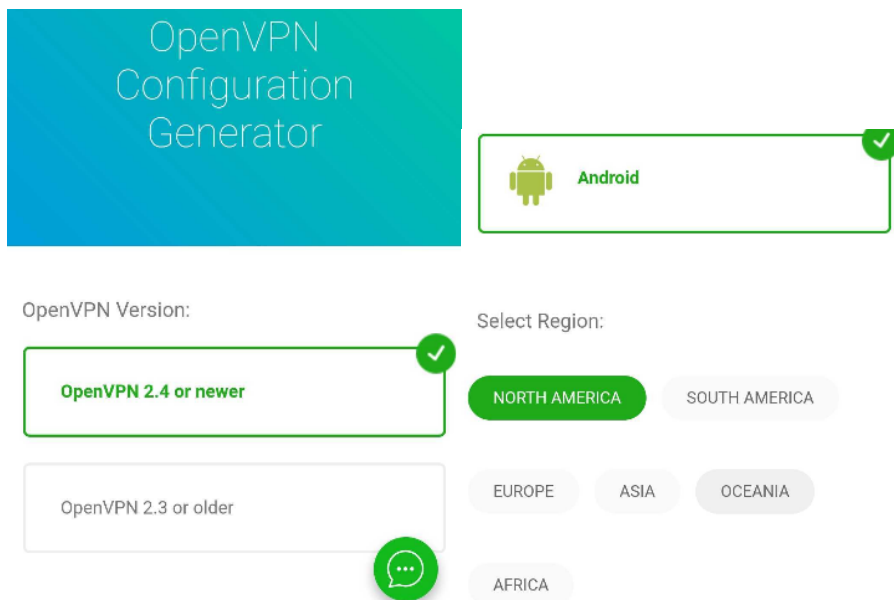 OpenVPN
Configuration
Generator
Android
OpenVPN Version:
OpenVPN 2.4 or newer
OpenVPN 2.3 or older
Select Region:
NORTH AMERICA
SOUTH AMERICA
EUROPE
ASIA
OCEANIA
AFRICA